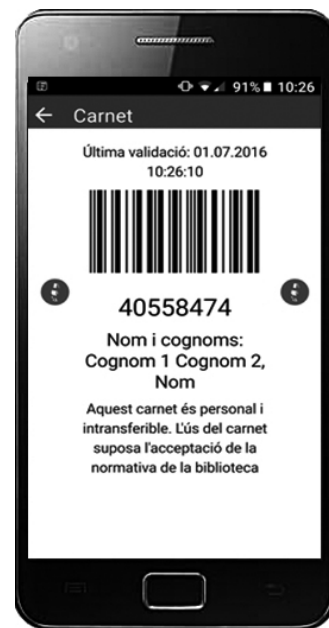 91% 10:26
Carnet
Última validació: 01.07.2016
10:26:10
40558474
Nom i cognoms:
Cognom 1 Cognom 2,
Nom
Aquest carnet és personal i
intransferible. L'ús del carnet
suposa l'acceptació de la
normativa de la biblioteca